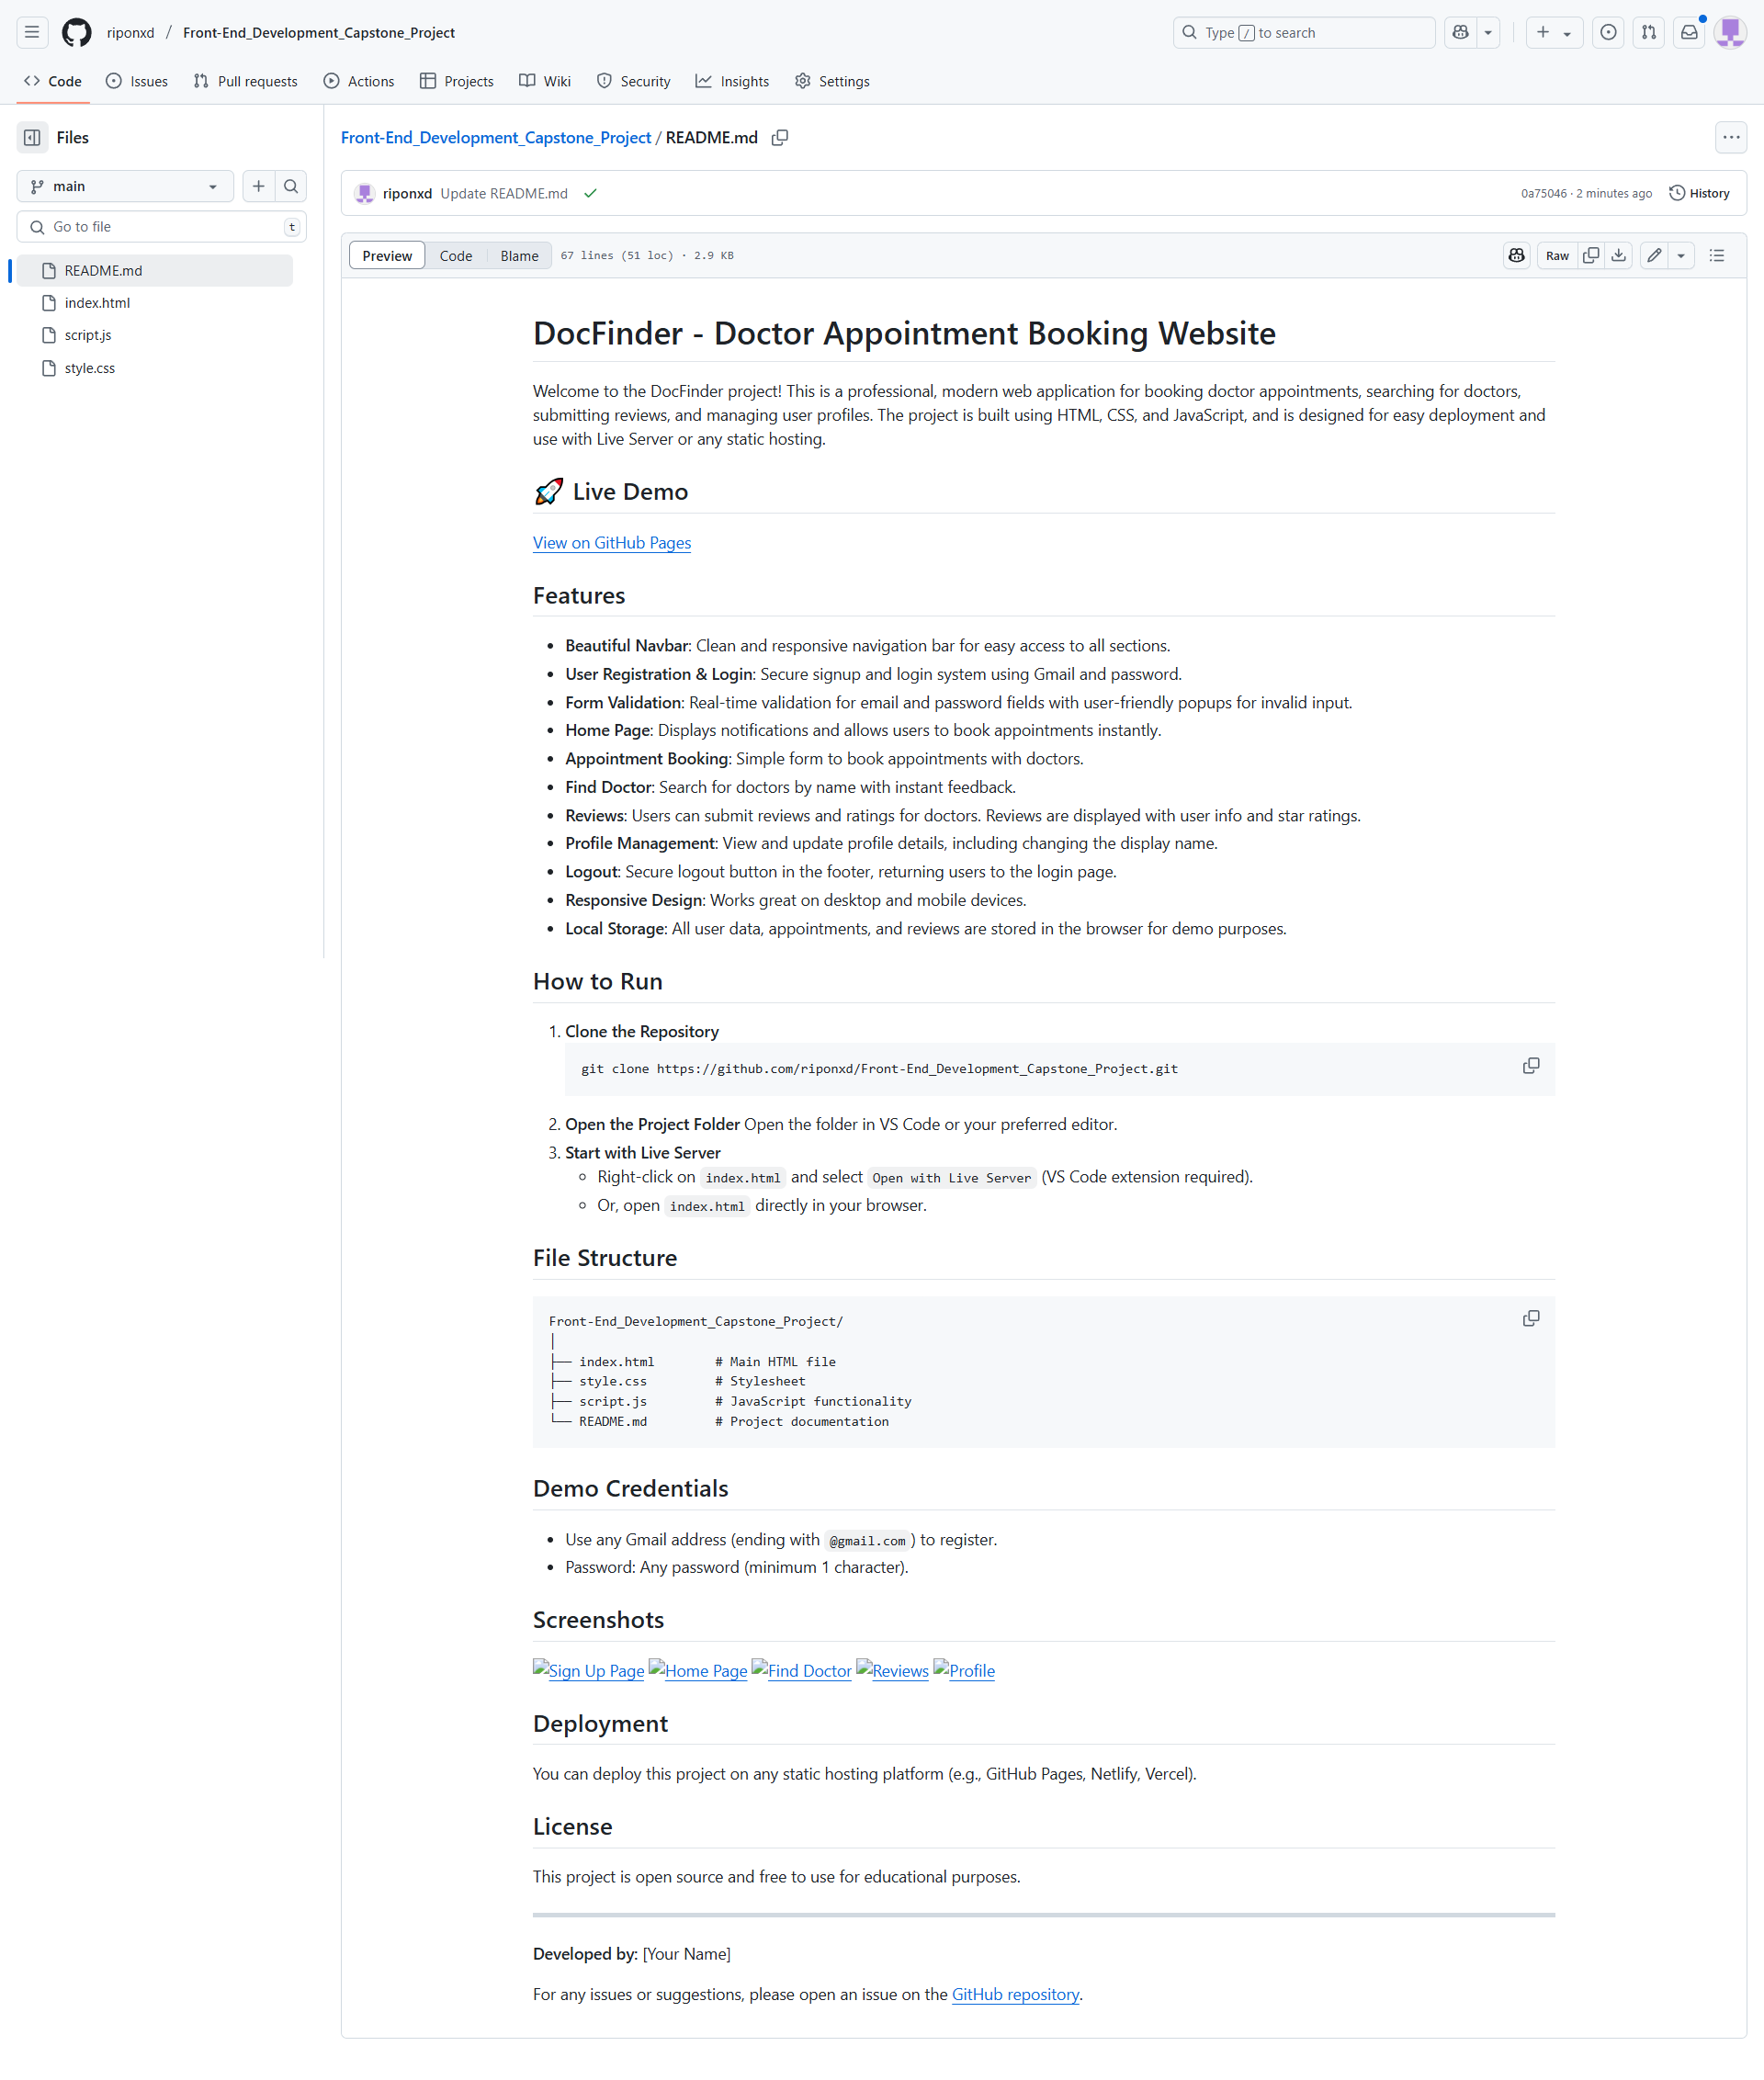 riponxd / Front-End_Development_Capstone_Project
Type / to search
Code Issues Pull requests Actions Projects Wiki Security Insights Settings
Files
main
Go to file t
README.md
index.html
script.js
style.css
Front-End_Development_Capstone_Project / README.md
riponxd Update README.md
0a75046 · 2 minutes ago History
Preview Code Blame 67 lines (51 loc) · 2.9 KB
Raw
DocFinder - Doctor Appointment Booking Website
Welcome to the DocFinder project! This is a professional, modern web application for booking doctor appointments, searching for doctors,
submitting reviews, and managing user profiles. The project is built using HTML, CSS, and JavaScript, and is designed for easy deployment and
use with Live Server or any static hosting.
🚀 Live Demo
View on GitHub Pages
Features
• Beautiful Navbar: Clean and responsive navigation bar for easy access to all sections.
• User Registration & Login: Secure signup and login system using Gmail and password.
• Form Validation: Real-time validation for email and password fields with user-friendly popups for invalid input.
• Home Page: Displays notifications and allows users to book appointments instantly.
• Appointment Booking: Simple form to book appointments with doctors.
• Find Doctor: Search for doctors by name with instant feedback.
• Reviews: Users can submit reviews and ratings for doctors. Reviews are displayed with user info and star ratings.
• Profile Management: View and update profile details, including changing the display name.
• Logout: Secure logout button in the footer, returning users to the login page.
• Responsive Design: Works great on desktop and mobile devices.
• Local Storage: All user data, appointments, and reviews are stored in the browser for demo purposes.
How to Run
1. Clone the Repository
git clone https://github.com/riponxd/Front-End_Development_Capstone_Project.git
2. Open the Project Folder Open the folder in VS Code or your preferred editor.
3. Start with Live Server
◦ Right-click on index.html and select Open with Live Server (VS Code extension required).
◦ Or, open index.html directly in your browser.
File Structure
Front-End_Development_Capstone_Project/
│
├── index.html        # Main HTML file
├── style.css         # Stylesheet
├── script.js         # JavaScript functionality
└── README.md         # Project documentation
Demo Credentials
• Use any Gmail address (ending with @gmail.com) to register.
• Password: Any password (minimum 1 character).
Screenshots
Sign Up Page Home Page Find Doctor Reviews Profile
Deployment
You can deploy this project on any static hosting platform (e.g., GitHub Pages, Netlify, Vercel).
License
This project is open source and free to use for educational purposes.
Developed by: [Your Name]
For any issues or suggestions, please open an issue on the GitHub repository.